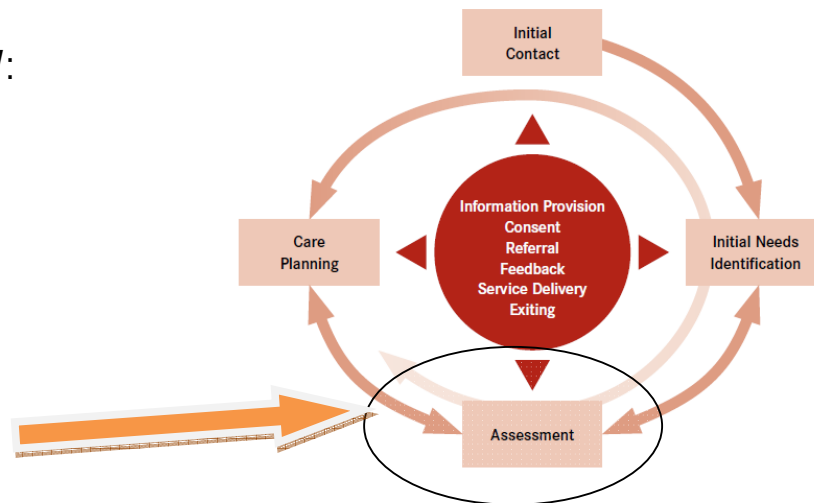 Initial
Contact
Information Provision
Consent
Referral
Feedback
Service Delivery
Exiting
Care
Planning
Initial Needs
Identification
Assessment